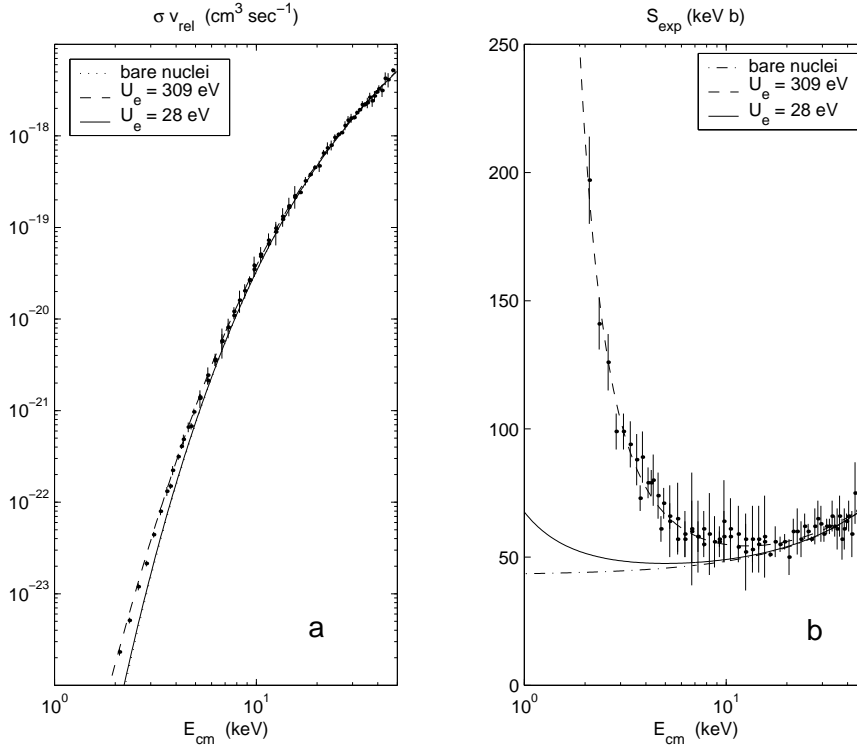 σ v_rel (cm³ sec⁻¹)
bare nuclei
U_e = 309 eV
U_e = 28 eV
10⁻¹⁸
10⁻¹⁹
10⁻²⁰
10⁻²¹
10⁻²²
10⁻²³
a
10⁰ 10¹
E_cm (keV)
S_exp (keV b)
bare nuclei
U_e = 309 eV
U_e = 28 eV
250
200
150
100
50
0
b
10⁰ 10¹
E_cm (keV)